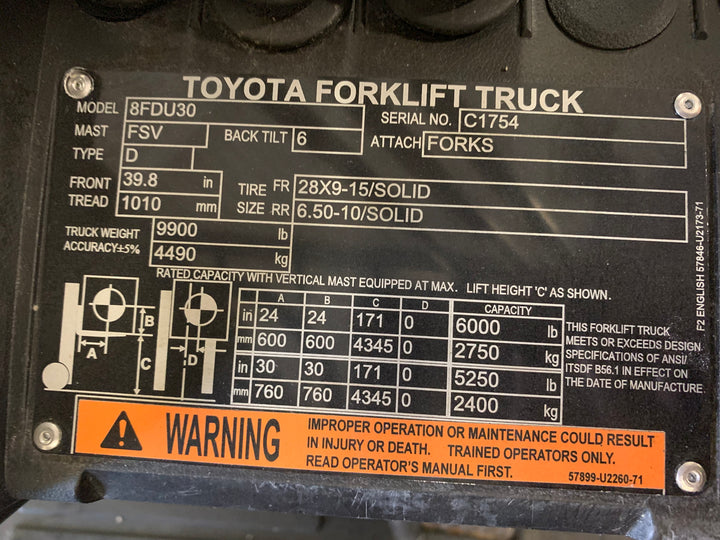 TOYOTA FORKLIFT TRUCK
MODEL 8FDU30 SERIAL NO. C1754
MAST FSV BACK TILT 6 ATTACH FORKS
TYPE D
FRONT TREAD 39.8 in TIRE SIZE FR 28X9-15/SOLID
1010 mm RR 6.50-10/SOLID
TRUCK WEIGHT 9900 lb
ACCURACY±5% 4490 kg
RATED CAPACITY WITH VERTICAL MAST EQUIPPED AT MAX. LIFT HEIGHT 'C' AS SHOWN.
A B C D CAPACITY
in 24 24 171 0 6000 lb
mm 600 600 4345 0 2750 kg
in 30 30 171 0 5250 lb
mm 760 760 4345 0 2400 kg
A B C D
THIS FORKLIFT TRUCK
MEETS OR EXCEEDS DESIGN
SPECIFICATIONS OF ANSI/
ITSDF B56.1 IN EFFECT ON
THE DATE OF MANUFACTURE.
F2 ENGLISH 57846-U2173-71
WARNING
IMPROPER OPERATION OR MAINTENANCE COULD RESULT
IN INJURY OR DEATH. TRAINED OPERATORS ONLY.
READ OPERATOR'S MANUAL FIRST.
57899-U2260-71